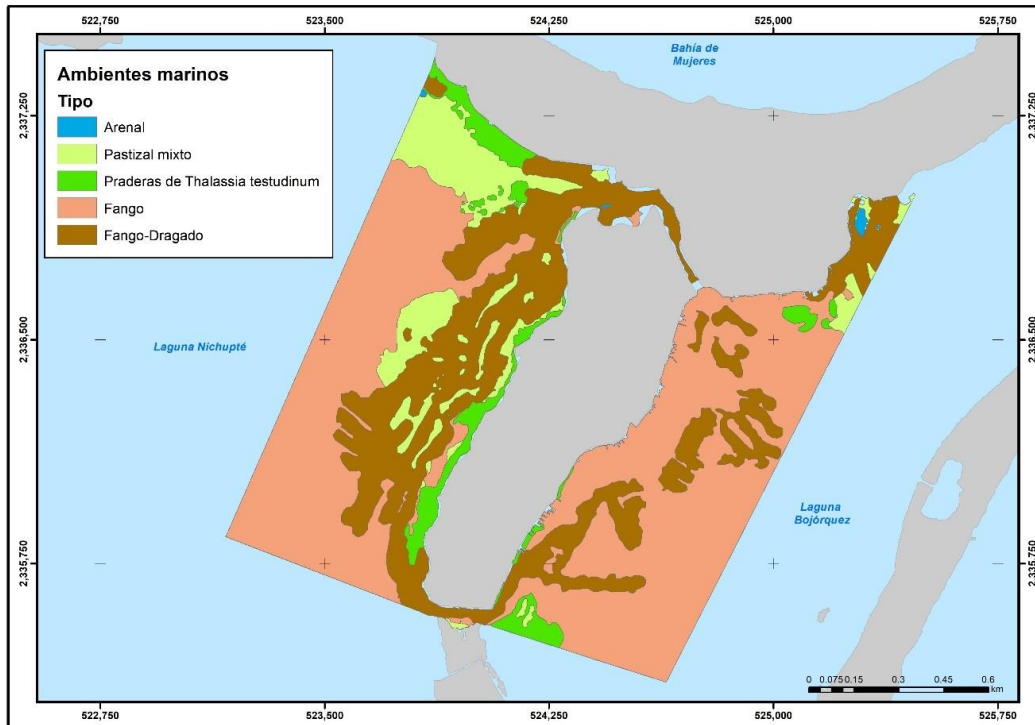 522,750 523,500 524,250 525,000 525,750
Bahía de
Mujeres
Ambientes marinos
Tipo
Arenal
Pastizal mixto
Praderas de Thalassia testudinum
Fango
Fango-Dragado
2,337,250 2,337,250
2,336,500 2,336,500
Laguna Nichupté
Laguna
Bojórquez
2,335,750 2,335,750
0 0.075 0.15 0.3 0.45 0.6
km
522,750 523,500 524,250 525,000 525,750